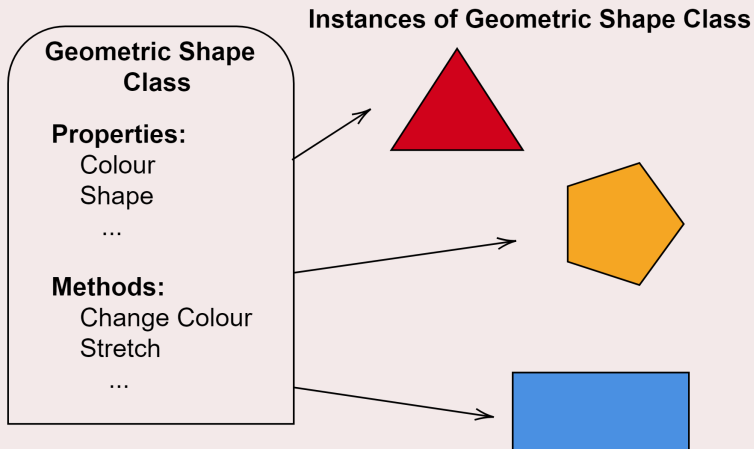 Instances of Geometric Shape Class
Geometric Shape
Class
Properties:
Colour
Shape
...
Methods:
Change Colour
Stretch
...